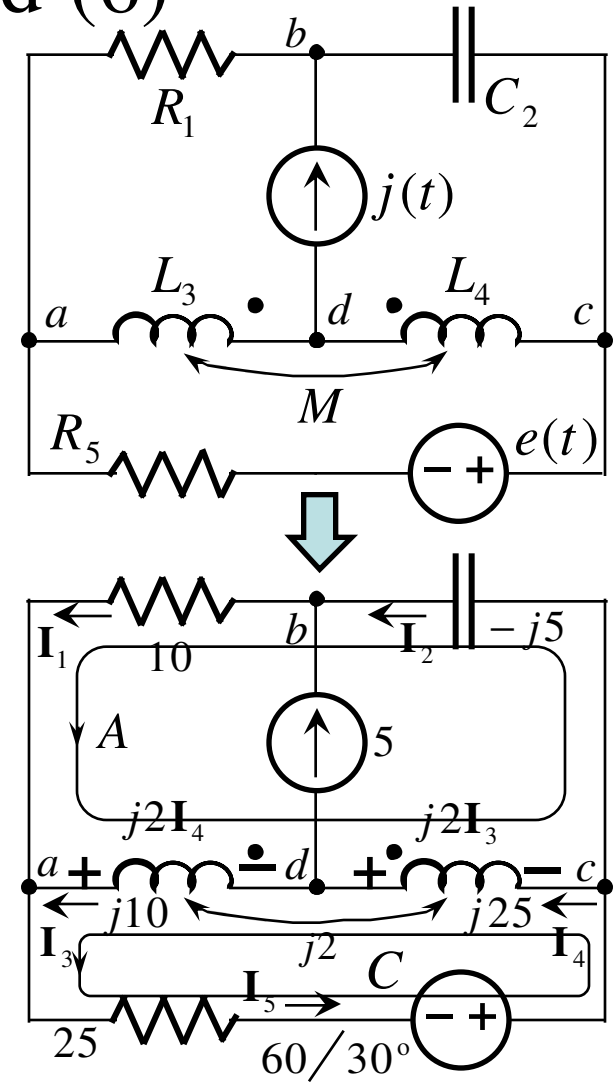 b
R₁
C₂
j(t)
L₃
L₄
a
d
c
M
R₅
e(t)
− +
b
I₁
10
I₂
− j5
A
5
j2I₄
j2I₃
a + − d + − c
j10
j25
I₃
j2
I₄
I₅
C
− +
25
60/30°